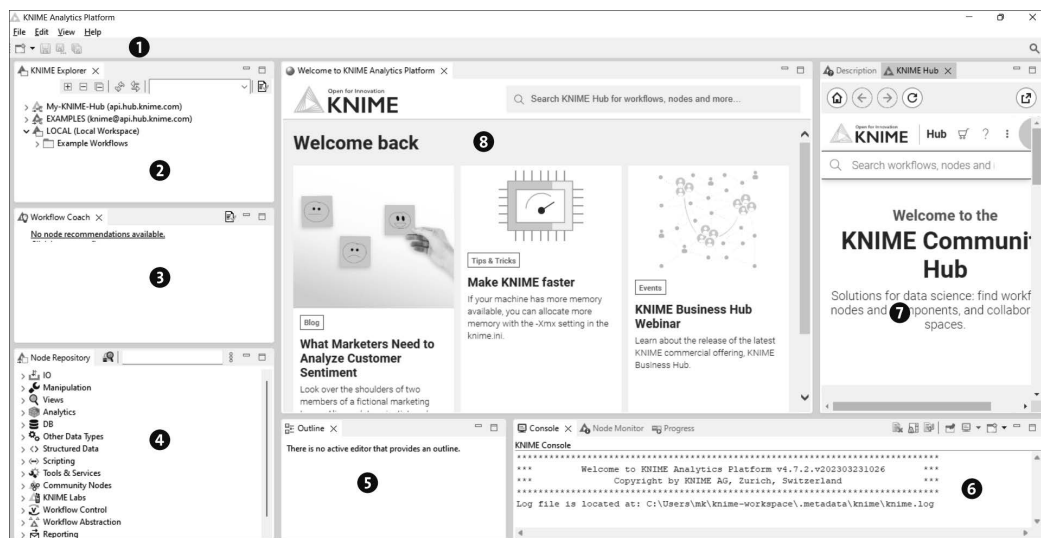 KNIME Analytics Platform
File Edit View Help
1
KNIME Explorer
My-KNIME-Hub (api.hub.knime.com)
EXAMPLES (knime@api.hub.knime.com)
LOCAL (Local Workspace)
Example Workflows
2
Workflow Coach
No node recommendations available.
3
Node Repository
IO
Manipulation
Views
Analytics
DB
Other Data Types
Structured Data
Scripting
Tools & Services
Community Nodes
KNIME Labs
Workflow Control
Workflow Abstraction
Reporting
4
Welcome to KNIME Analytics Platform
Open for Innovation
KNIME
Search KNIME Hub for workflows, nodes and more...
Welcome back
8
Blog
What Marketers Need to
Analyze Customer
Sentiment
Look over the shoulders of two
members of a fictional marketing
Tips & Tricks
Make KNIME faster
If your machine has more memory
available, you can allocate more
memory with the -Xmx setting in the
knime.ini.
Events
KNIME Business Hub
Webinar
Learn about the release of the latest
KNIME commercial offering, KNIME
Business Hub.
Description KNIME Hub
Open for Innovation
KNIME Hub ?
Search workflows, nodes and
Welcome to the
KNIME Communi
Hub
Solutions for data science: find workf
nodes and components, and collabor
spaces.
7
Outline
There is no active editor that provides an outline.
5
Console Node Monitor Progress
KNIME Console
********************************************************************************
*** Welcome to KNIME Analytics Platform v4.7.2.v202303231026 ***
*** Copyright by KNIME AG, Zurich, Switzerland ***
********************************************************************************
Log file is located at: C:\Users\mk\knime-workspace\.metadata\knime\knime.log
6